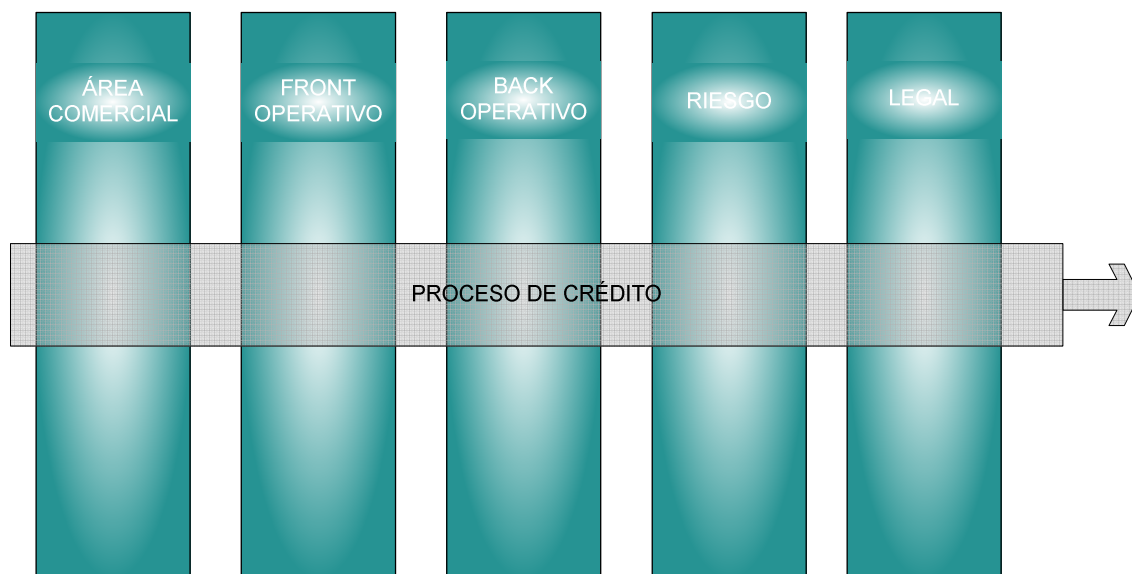 ÁREA
COMERCIAL
FRONT
OPERATIVO
BACK
OPERATIVO
RIESGO
LEGAL
PROCESO DE CRÉDITO